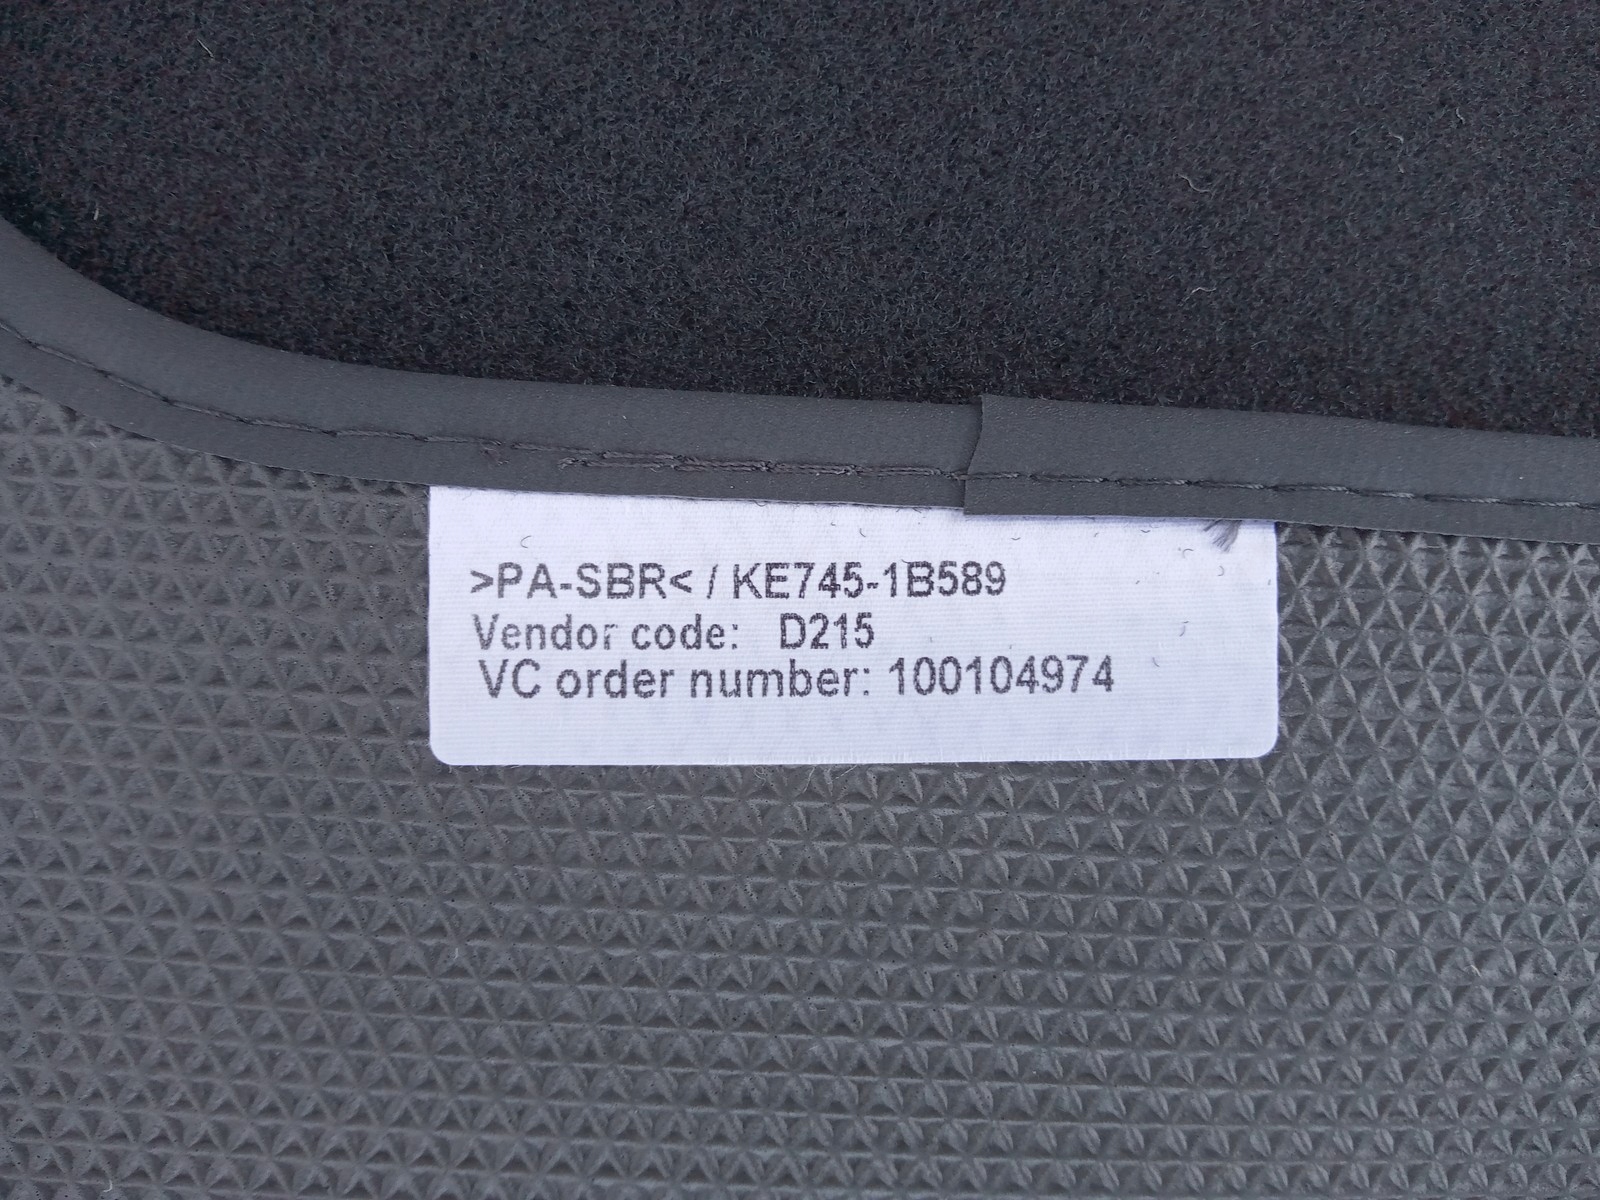 >PA-SBR< / KE745-1B589
Vendor code: D215
VC order number: 100104974